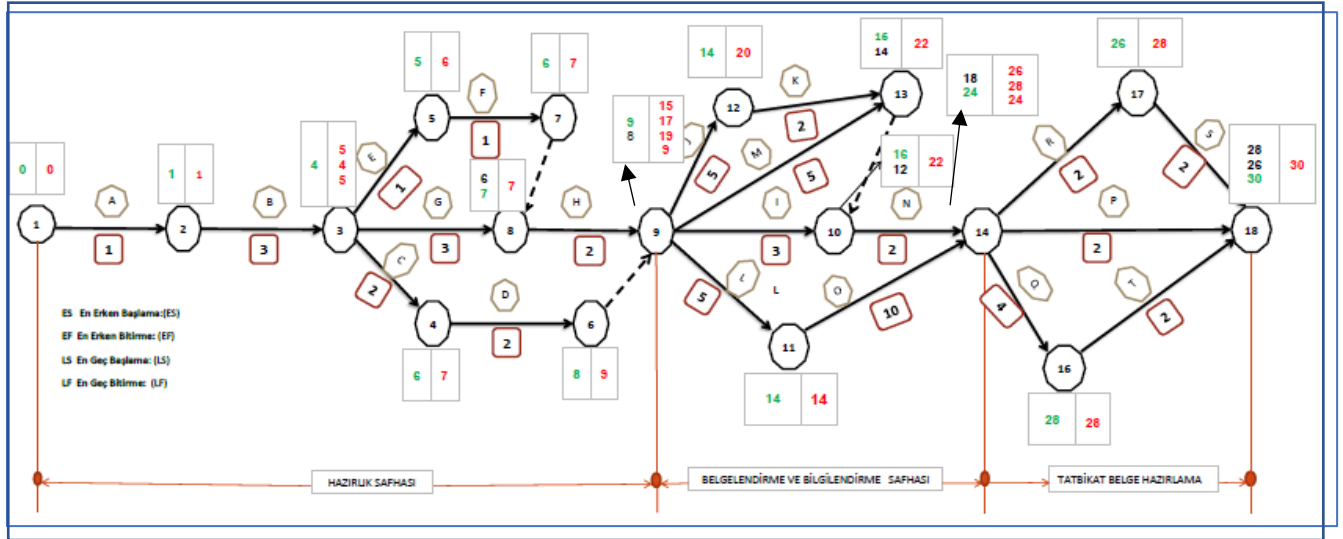 0 0
1
A
1
1 1
2
B
3
4
5
4
5
3
E
1
5 6
5
F
1
6 7
7
G
3
6
7
7
8
H
2
C
2
4
6 7
D
2
6
8 9
9
8
15
17
19
9
9
J
5
14 20
12
K
2
16
14
22
13
M
5
I
3
16
12
22
10
N
2
L
5
L
11
14 14
O
10
18
24
26
28
24
14
R
2
26 28
17
S
2
P
2
Q
4
16
28 28
T
2
28
26
30
30
18
ES En Erken Başlama:(ES)
EF En Erken Bitirme: (EF)
LS En Geç Başlama: (LS)
LF En Geç Bitirme: (LF)
HAZIRLIK SAFHASI
BELGELENDİRME VE BİLGİLENDİRME SAFHASI
TATBİKAT BELGE HAZIRLAMA